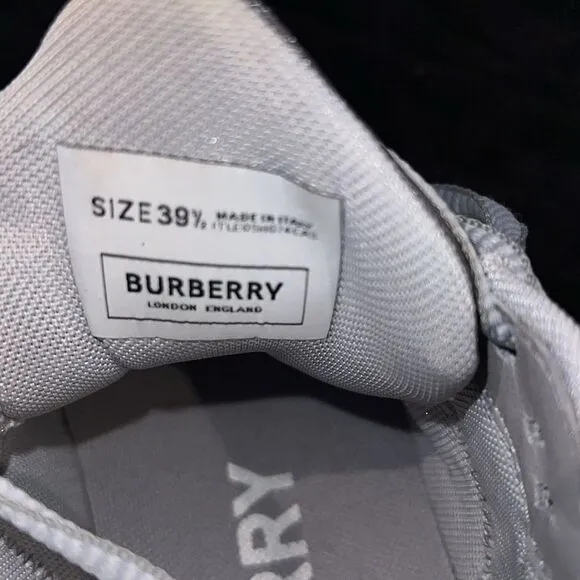 SIZE 39½ MADE IN ITALY
BURBERRY
LONDON ENGLAND
RRY